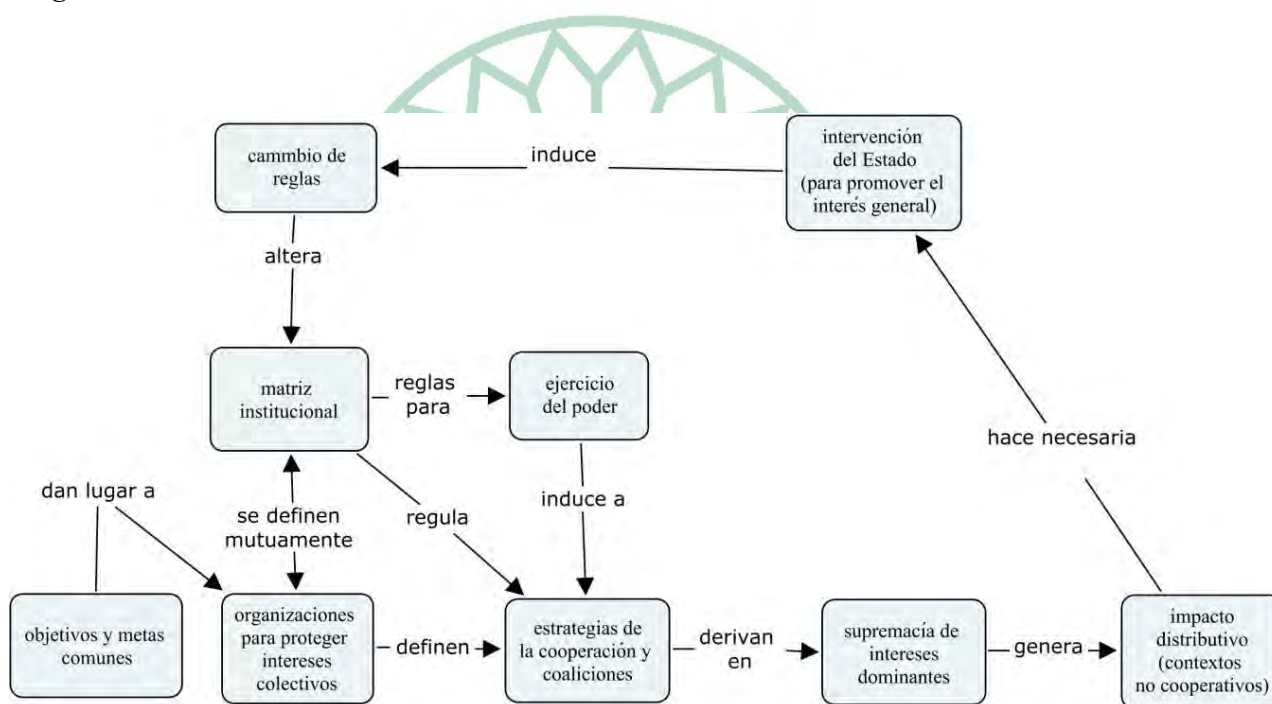 cammbio de
reglas
induce
intervención
del Estado
(para promover el
interés general)
altera
matriz
institucional
reglas
para
ejercicio
del poder
hace necesaria
dan lugar a
se definen
mutuamente
regula
induce a
objetivos y metas
comunes
organizaciones
para proteger
intereses
colectivos
definen
estrategias de
la cooperación y
coaliciones
derivan
en
supremacía de
intereses
dominantes
genera
impacto
distributivo
(contextos
no cooperativos)